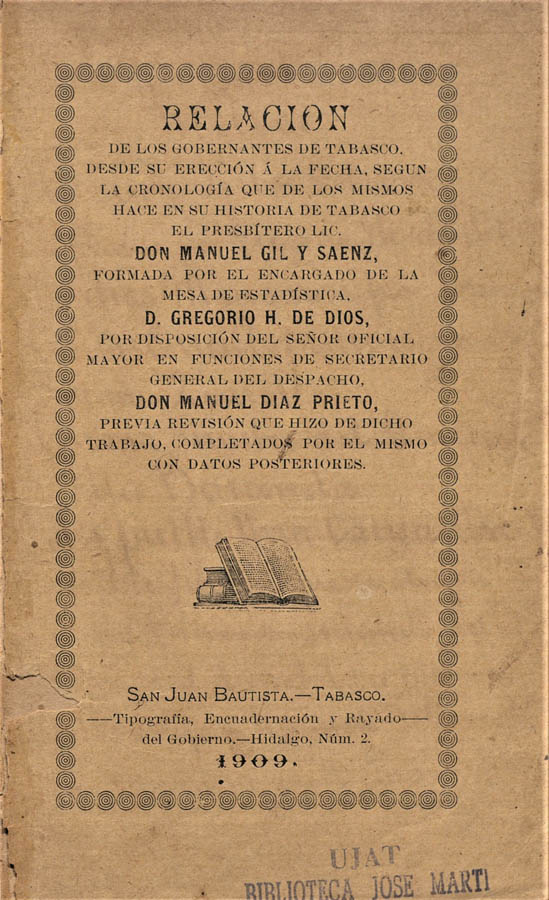 RELACION
DE LOS GOBERNANTES DE TABASCO,
DESDE SU ERECCIÓN Á LA FECHA, SEGUN
LA CRONOLOGÍA QUE DE LOS MISMOS
HACE EN SU HISTORIA DE TABASCO
EL PRESBÍTERO LIC.
DON MANUEL GIL Y SAENZ,
FORMADA POR EL ENCARGADO DE LA
MESA DE ESTADÍSTICA,
D. GREGORIO H. DE DIOS,
POR DISPOSICIÓN DEL SEÑOR OFICIAL
MAYOR EN FUNCIONES DE SECRETARIO
GENERAL DEL DESPACHO,
DON MANUEL DIAZ PRIETO,
PREVIA REVISIÓN QUE HIZO DE DICHO
TRABAJO, COMPLETADOS POR EL MISMO
CON DATOS POSTERIORES.
SAN JUAN BAUTISTA.—TABASCO.
—Tipografía, Encuadernación y Rayado—
del Gobierno.—Hidalgo, Núm. 2.
1909.
UJAT
BIBLIOTECA JOSE MARTI